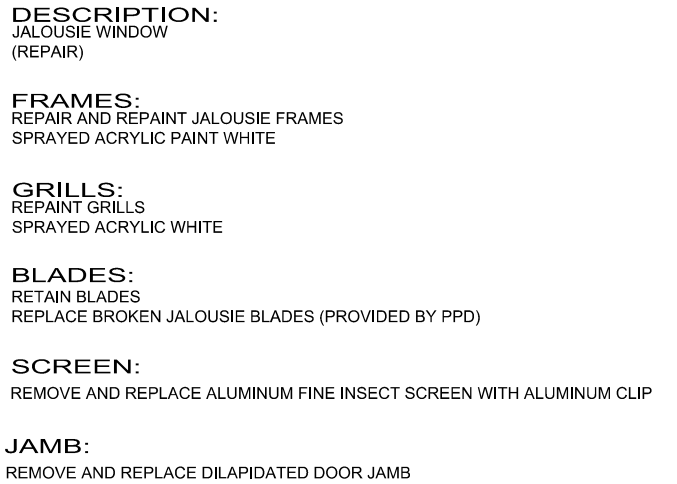 DESCRIPTION:
JALOUSIE WINDOW
(REPAIR)
FRAMES:
REPAIR AND REPAINT JALOUSIE FRAMES
SPRAYED ACRYLIC PAINT WHITE
GRILLS:
REPAINT GRILLS
SPRAYED ACRYLIC WHITE
BLADES:
RETAIN BLADES
REPLACE BROKEN JALOUSIE BLADES (PROVIDED BY PPD)
SCREEN:
REMOVE AND REPLACE ALUMINUM FINE INSECT SCREEN WITH ALUMINUM CLIP
JAMB:
REMOVE AND REPLACE DILAPIDATED DOOR JAMB